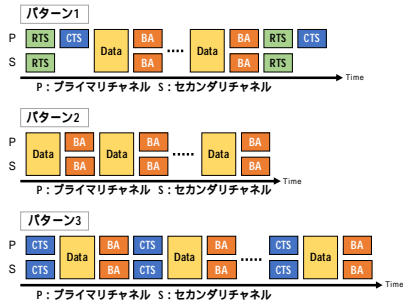 パターン1
P RTS CTS Data BA .... Data BA RTS CTS
S RTS BA BA RTS
Time
P：プライマリチャネル S：セカンダリチャネル
パターン2
P Data BA Data BA ..... Data BA
S BA BA BA
Time
P：プライマリチャネル S：セカンダリチャネル
パターン3
P CTS Data BA CTS Data BA ..... CTS Data BA
S CTS BA CTS BA CTS BA
Time
P：プライマリチャネル S：セカンダリチャネル